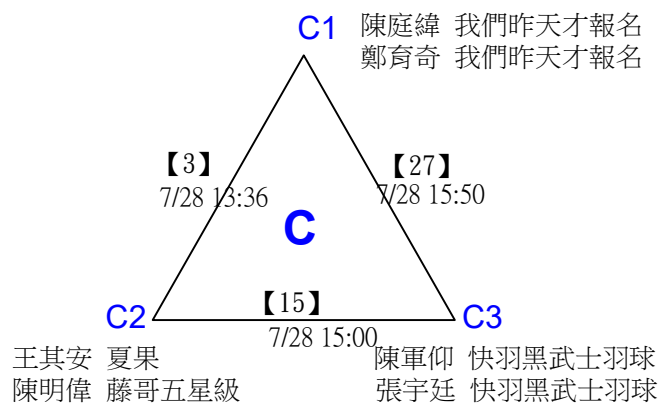 C1
陳庭緯 我們昨天才報名
鄭育奇 我們昨天才報名
【3】
7/28 13:36
【27】
7/28 15:50
C
【15】
7/28 15:00
C2
C3
王其安 夏果
陳明偉 藤哥五星級
陳軍仰 快羽黑武士羽球
張宇廷 快羽黑武士羽球